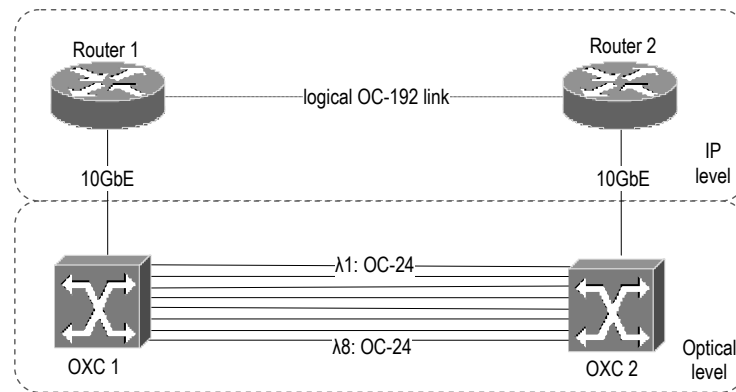 Router 1
Router 2
logical OC-192 link
10GbE
10GbE
IP
level
λ1: OC-24
λ8: OC-24
OXC 1
OXC 2
Optical
level